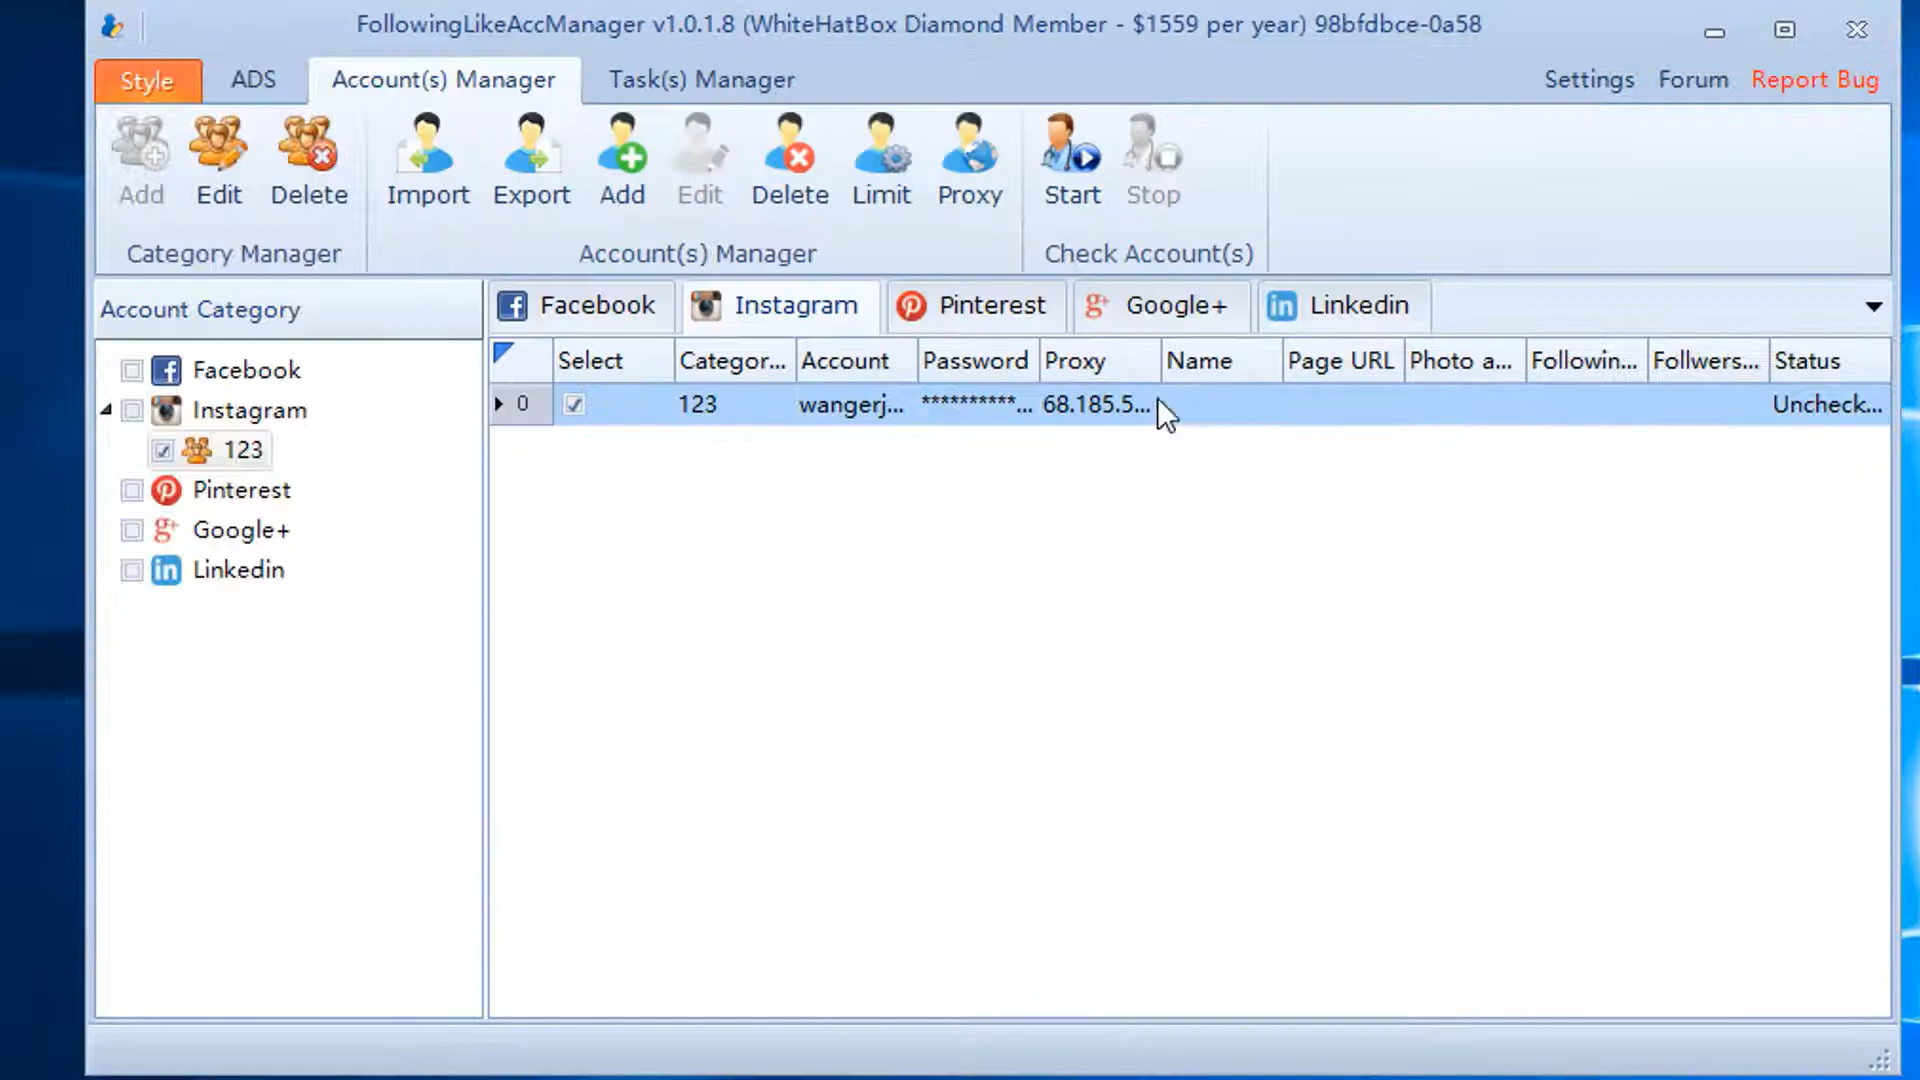 FollowingLikeAccManager v1.0.1.8 (WhiteHatBox Diamond Member - $1559 per year) 98bfdbce-0a58
Style ADS Account(s) Manager Task(s) Manager Settings Forum Report Bug
Add Edit Delete Import Export Add Edit Delete Limit Proxy Start Stop
Category Manager Account(s) Manager Check Account(s)
Account Category
Facebook Instagram Pinterest Google+ Linkedin
Select Categor... Account Password Proxy Name Page URL Photo a... Followin... Follwers... Status
0 123 wangerj... **********... 68.185.5... Uncheck...
Facebook
Instagram
123
Pinterest
Google+
Linkedin